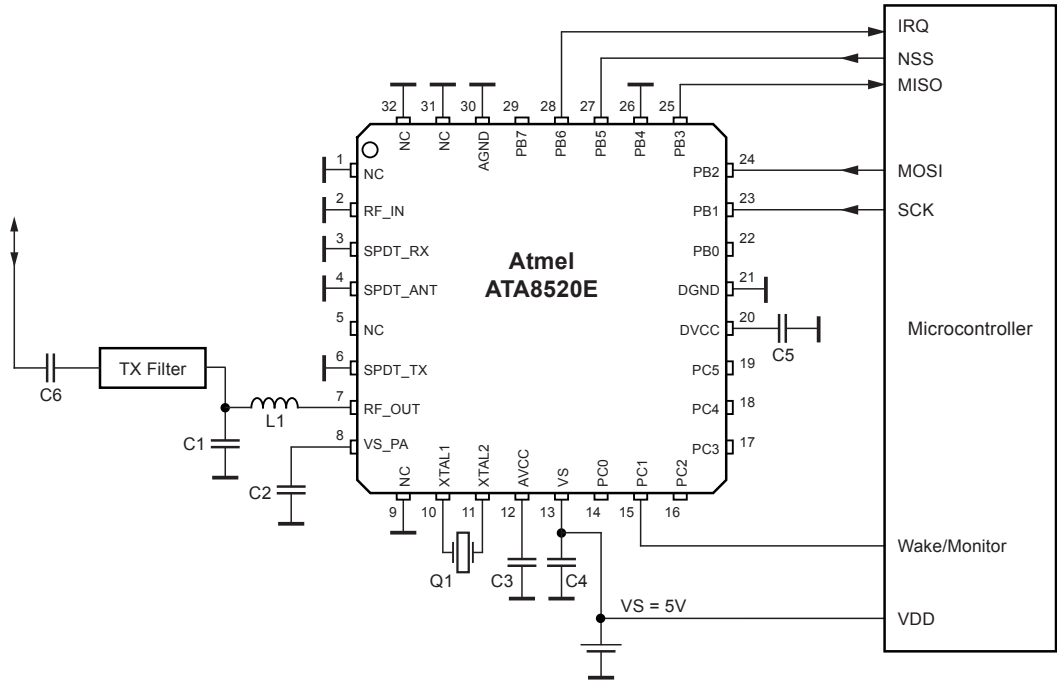 IRQ
NSS
MISO
32 31 30 29 28 27 26 25
NC NC AGND PB7 PB6 PB5 PB4 PB3
1 NC
2 RF_IN
3 SPDT_RX
4 SPDT_ANT
5 NC
6 SPDT_TX
7 RF_OUT
8 VS_PA
Atmel
ATA8520E
PB2 24 MOSI
PB1 23 SCK
PB0 22
DGND 21
DVCC 20
C5
PC5 19
PC4 18
PC3 17
Microcontroller
C6
TX Filter
L1
C1
C2
NC XTAL1 XTAL2 AVCC VS PC0 PC1 PC2
9 10 11 12 13 14 15 16
Q1
C3
C4
Wake/Monitor
VS = 5V
VDD